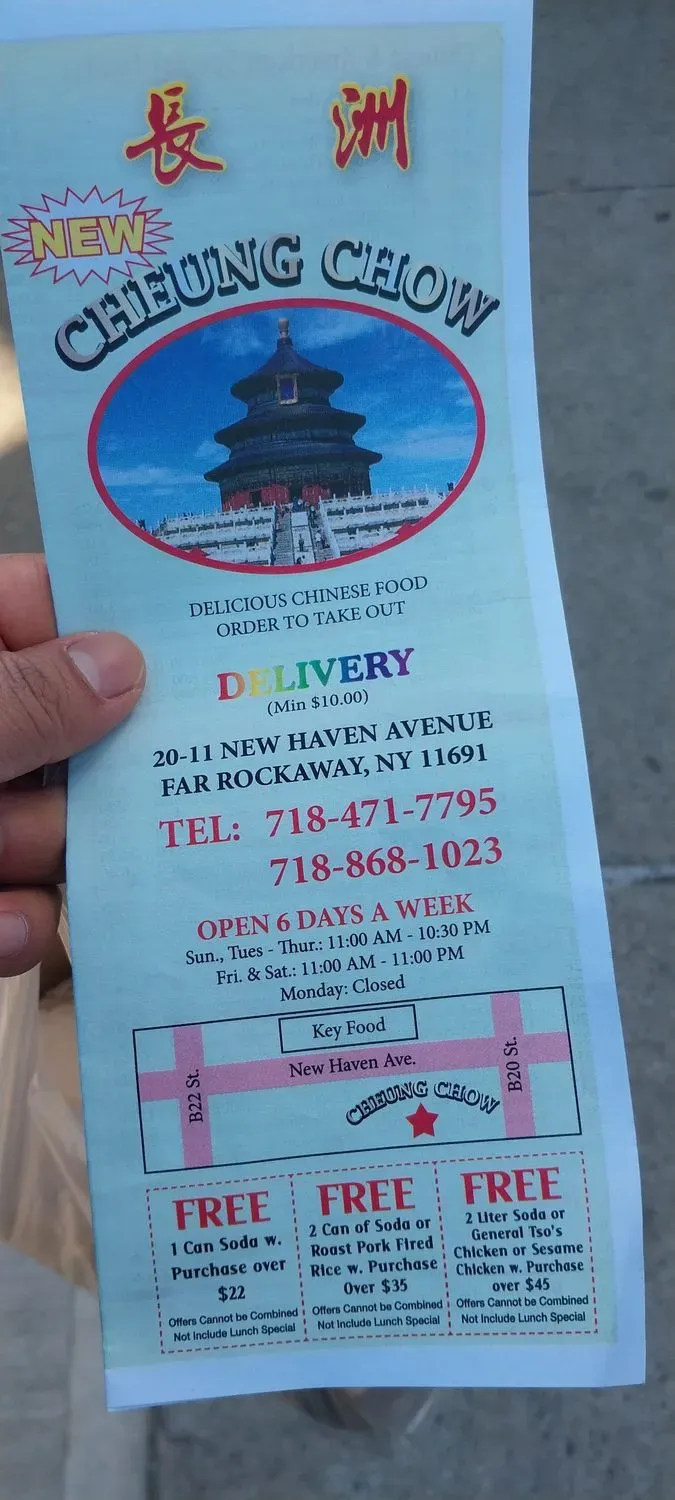 長 洲
NEW
CHEUNG CHOW
DELICIOUS CHINESE FOOD
ORDER TO TAKE OUT
DELIVERY
(Min $10.00)
20-11 NEW HAVEN AVENUE
FAR ROCKAWAY, NY 11691
TEL: 718-471-7795
718-868-1023
OPEN 6 DAYS A WEEK
Sun., Tues - Thur.: 11:00 AM - 10:30 PM
Fri. & Sat.: 11:00 AM - 11:00 PM
Monday: Closed
Key Food
New Haven Ave.
B22 St.
B20 St.
CHEUNG CHOW
FREE
1 Can Soda w.
Purchase over
$22
Offers Cannot be Combined
Not Include Lunch Special
FREE
2 Can of Soda or
Roast Pork Fired
Rice w. Purchase
Over $35
Offers Cannot be Combined
Not Include Lunch Special
FREE
2 Liter Soda or
General Tso's
Chicken or Sesame
Chicken w. Purchase
over $45
Offers Cannot be Combined
Not Include Lunch Special